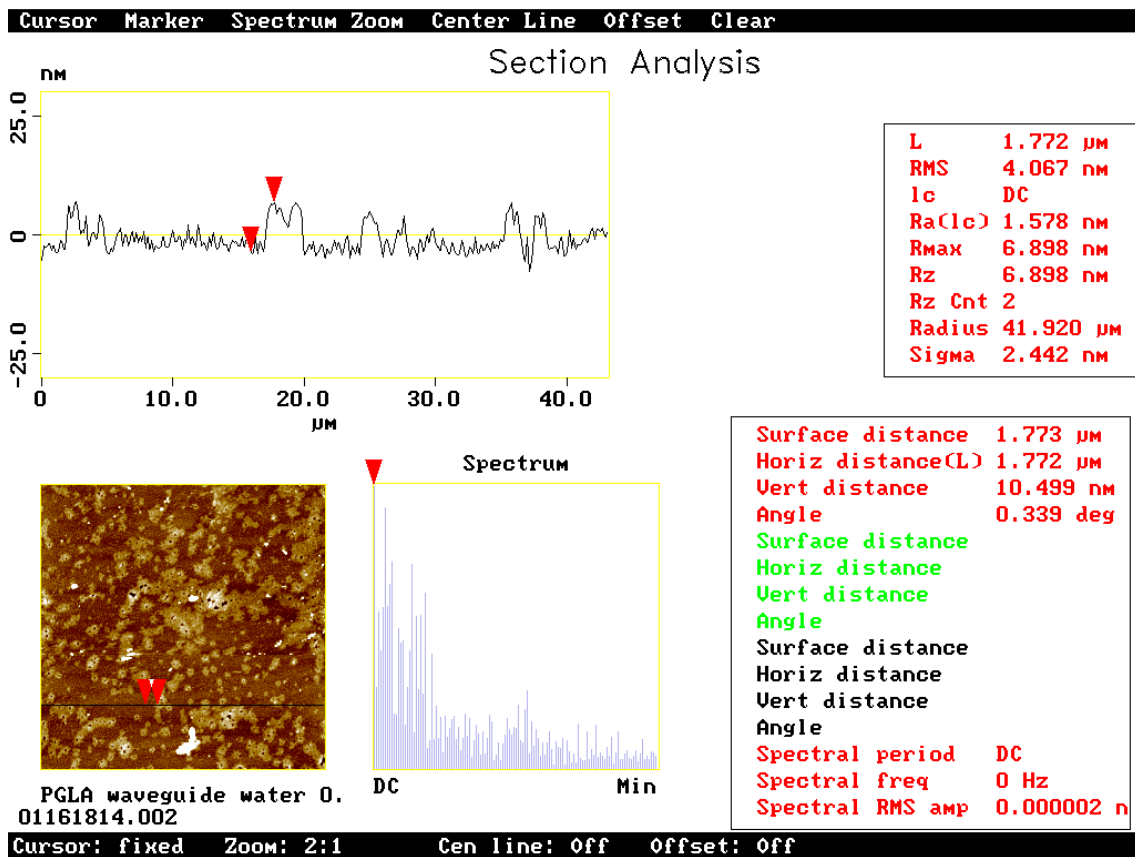 Cursor Marker Spectrum Zoom Center Line Offset Clear
Section Analysis
nm
25.0
0
-25.0
0 10.0 20.0 30.0 40.0
µm
L 1.772 µm
RMS 4.067 nm
lc DC
Ra(lc) 1.578 nm
Rmax 6.898 nm
Rz 6.898 nm
Rz Cnt 2
Radius 41.920 µm
Sigma 2.442 nm
Surface distance 1.773 µm
Horiz distance(L) 1.772 µm
Vert distance 10.499 nm
Angle 0.339 deg
Surface distance
Horiz distance
Vert distance
Angle
Surface distance
Horiz distance
Vert distance
Angle
Spectral period DC
Spectral freq 0 Hz
Spectral RMS amp 0.000002 n
Spectrum
DC Min
PGLA waveguide water 0.
01161814.002
Cursor: fixed Zoom: 2:1 Cen line: Off Offset: Off